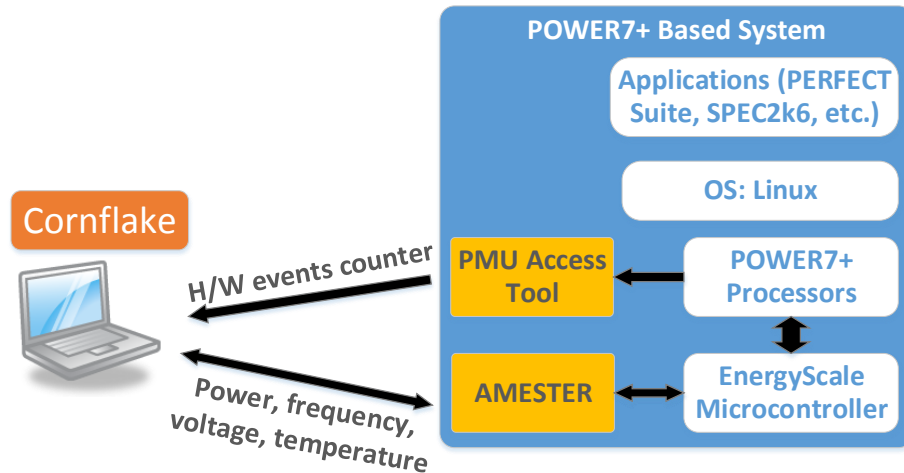 POWER7+ Based System
Applications (PERFECT
Suite, SPEC2k6, etc.)
OS: Linux
Cornflake
H/W events counter
PMU Access
Tool
POWER7+
Processors
Power, frequency,
voltage, temperature
AMESTER
EnergyScale
Microcontroller